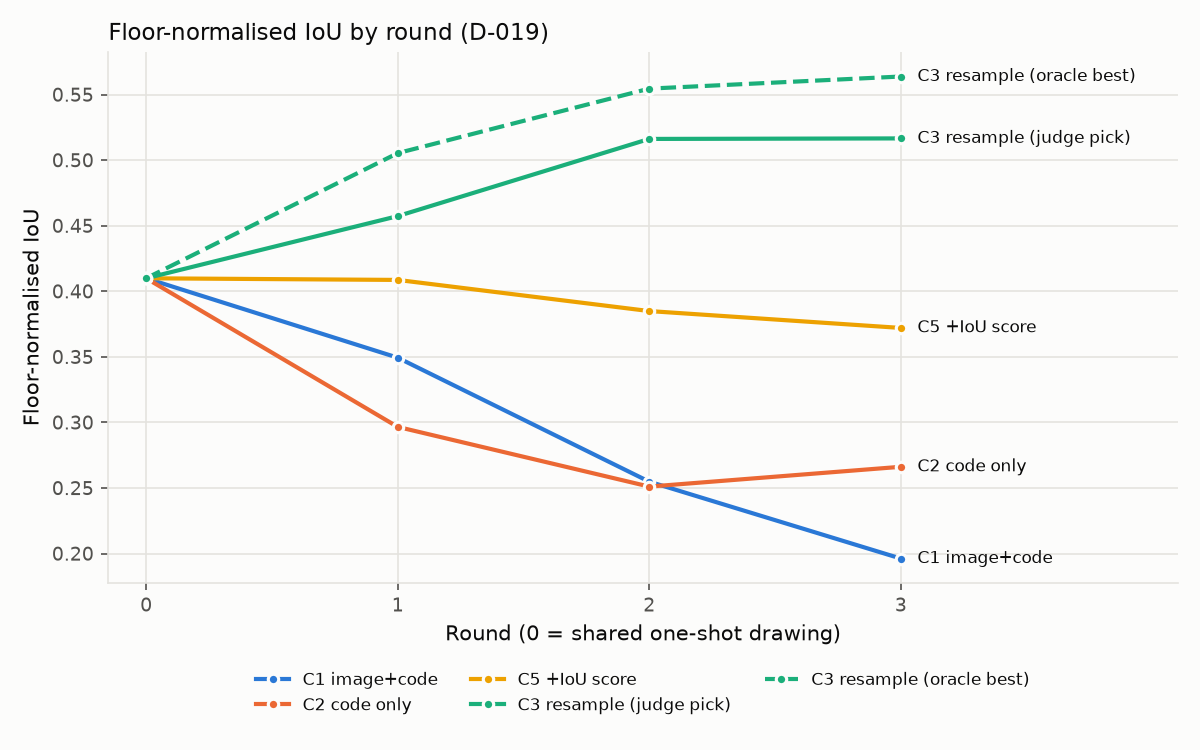 Floor-normalised IoU by round (D-019)
Floor-normalised IoU
0.55
0.50
0.45
0.40
0.35
0.30
0.25
0.20
C3 resample (oracle best)
C3 resample (judge pick)
C5 +IoU score
C2 code only
C1 image+code
0 1 2 3
Round (0 = shared one-shot drawing)
C1 image+code C5 +IoU score C3 resample (oracle best)
C2 code only C3 resample (judge pick)